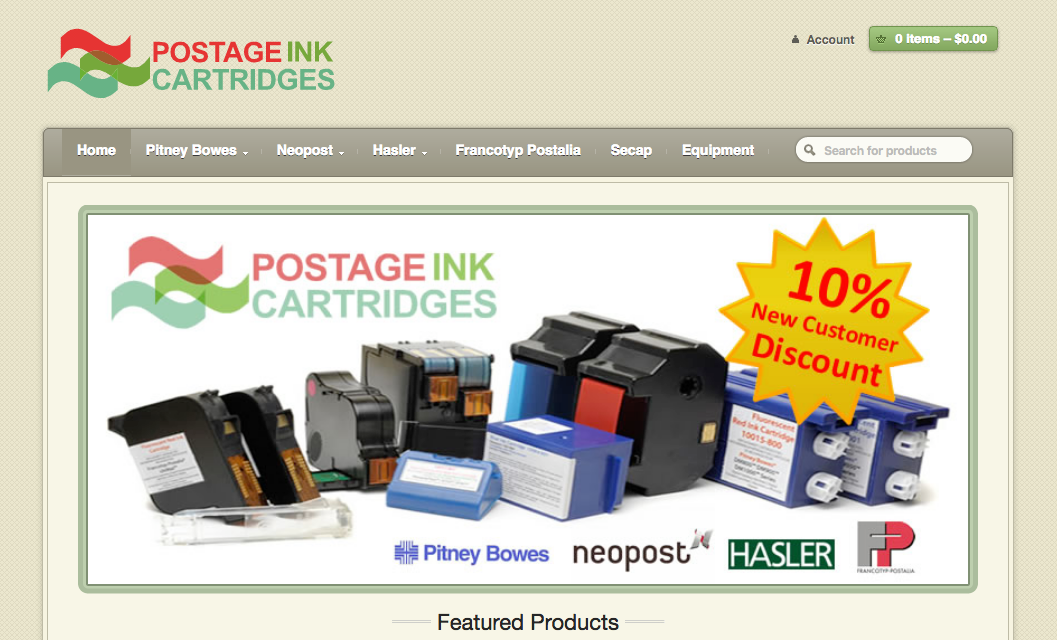 POSTAGE INK
CARTRIDGES
Account
0 Items – $0.00
Home
Pitney Bowes
Neopost
Hasler
Francotyp Postalia
Secap
Equipment
Search for products
POSTAGE INK
CARTRIDGES
10%
New Customer
Discount
Fluorescent
Red Ink Cartridge
10015-800
Pitney Bowes
Pitney Bowes
neopost
HASLER
FP
FRANCOTYP-POSTALIA
Featured Products